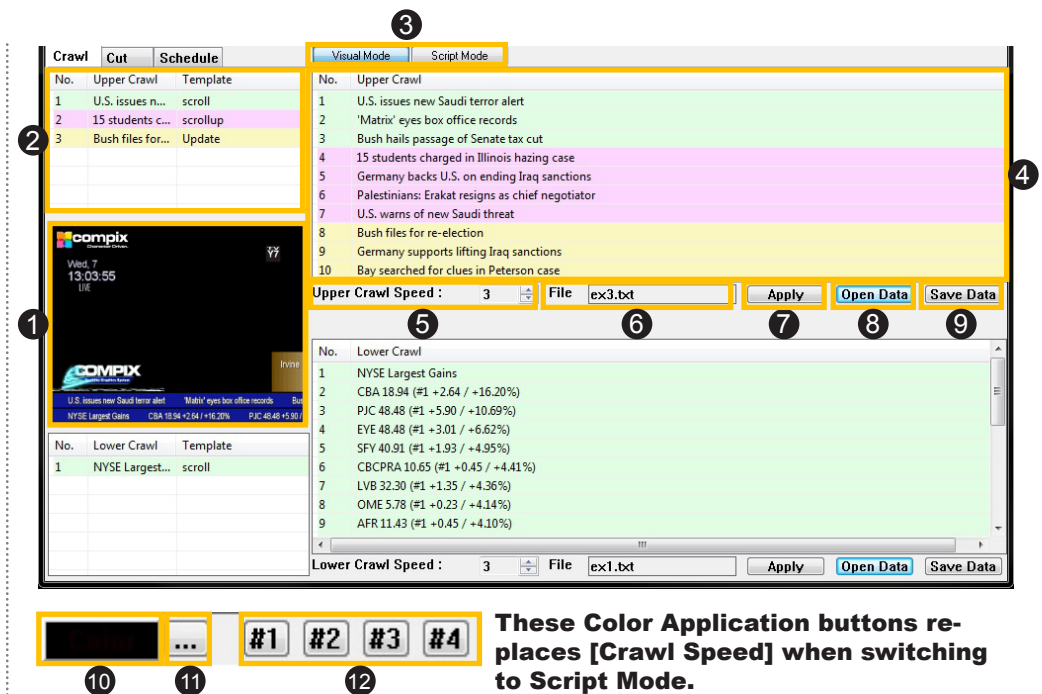 3
Crawl Cut Schedule
Visual Mode Script Mode
No. Upper Crawl Template
1 U.S. issues n... scroll
2 15 students c... scrollup
3 Bush files for... Update
2
No. Upper Crawl
1 U.S. issues new Saudi terror alert
2 'Matrix' eyes box office records
3 Bush hails passage of Senate tax cut
4 15 students charged in Illinois hazing case
5 Germany backs U.S. on ending Iraq sanctions
6 Palestinians: Erakat resigns as chief negotiator
7 U.S. warns of new Saudi threat
8 Bush files for re-election
9 Germany supports lifting Iraq sanctions
10 Bay searched for clues in Peterson case
4
compix
Character Driven.
Wed, 7
13:03:55
LIVE
YY
COMPIX
Irvine
U.S. issues new Saudi terror alert 'Matrix' eyes box office records Bus
NYSE Largest Gains CBA 18.94 +2.64 / +16.20% PJC 48.48 +5.90 /
1
Upper Crawl Speed : 3 File ex3.txt Apply Open Data Save Data
5 6 7 8 9
No. Lower Crawl
1 NYSE Largest Gains
2 CBA 18.94 (#1 +2.64 / +16.20%)
3 PJC 48.48 (#1 +5.90 / +10.69%)
4 EYE 48.48 (#1 +3.01 / +6.62%)
5 SFY 40.91 (#1 +1.93 / +4.95%)
6 CBCPRA 10.65 (#1 +0.45 / +4.41%)
7 LVB 32.30 (#1 +1.35 / +4.36%)
8 OME 5.78 (#1 +0.23 / +4.14%)
9 AFR 11.43 (#1 +0.45 / +4.10%)
No. Lower Crawl Template
1 NYSE Largest... scroll
Lower Crawl Speed : 3 File ex1.txt Apply Open Data Save Data
... #1 #2 #3 #4
10 11 12
These Color Application buttons re-
places [Crawl Speed] when switching
to Script Mode.